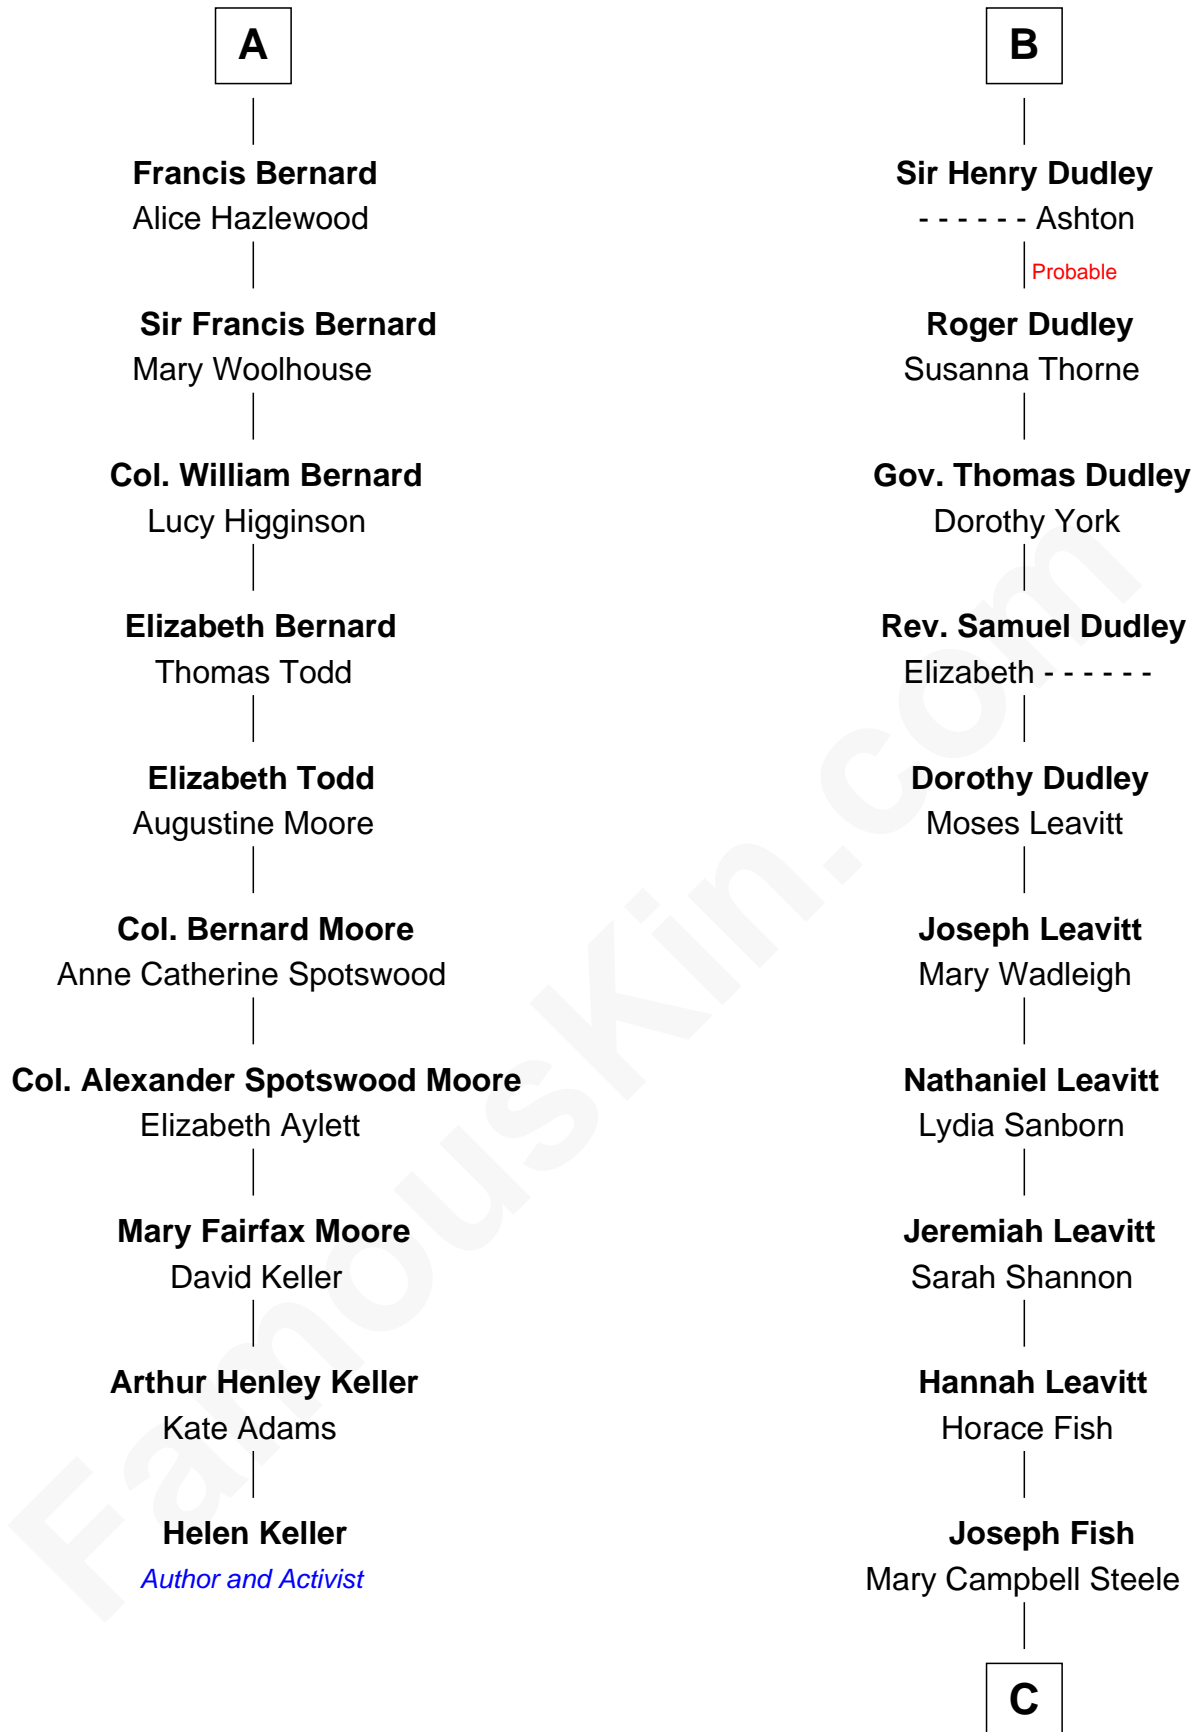 A
Francis Bernard
Alice Hazlewood
Sir Francis Bernard
Mary Woolhouse
Col. William Bernard
Lucy Higginson
Elizabeth Bernard
Thomas Todd
Elizabeth Todd
Augustine Moore
Col. Bernard Moore
Anne Catherine Spotswood
Col. Alexander Spotswood Moore
Elizabeth Aylett
Mary Fairfax Moore
David Keller
Arthur Henley Keller
Kate Adams
Helen Keller
Author and Activist
B
Sir Henry Dudley
- - - - - - Ashton
Probable
Roger Dudley
Susanna Thorne
Gov. Thomas Dudley
Dorothy York
Rev. Samuel Dudley
Elizabeth - - - - - -
Dorothy Dudley
Moses Leavitt
Joseph Leavitt
Mary Wadleigh
Nathaniel Leavitt
Lydia Sanborn
Jeremiah Leavitt
Sarah Shannon
Hannah Leavitt
Horace Fish
Joseph Fish
Mary Campbell Steele
C
FamousKin.com